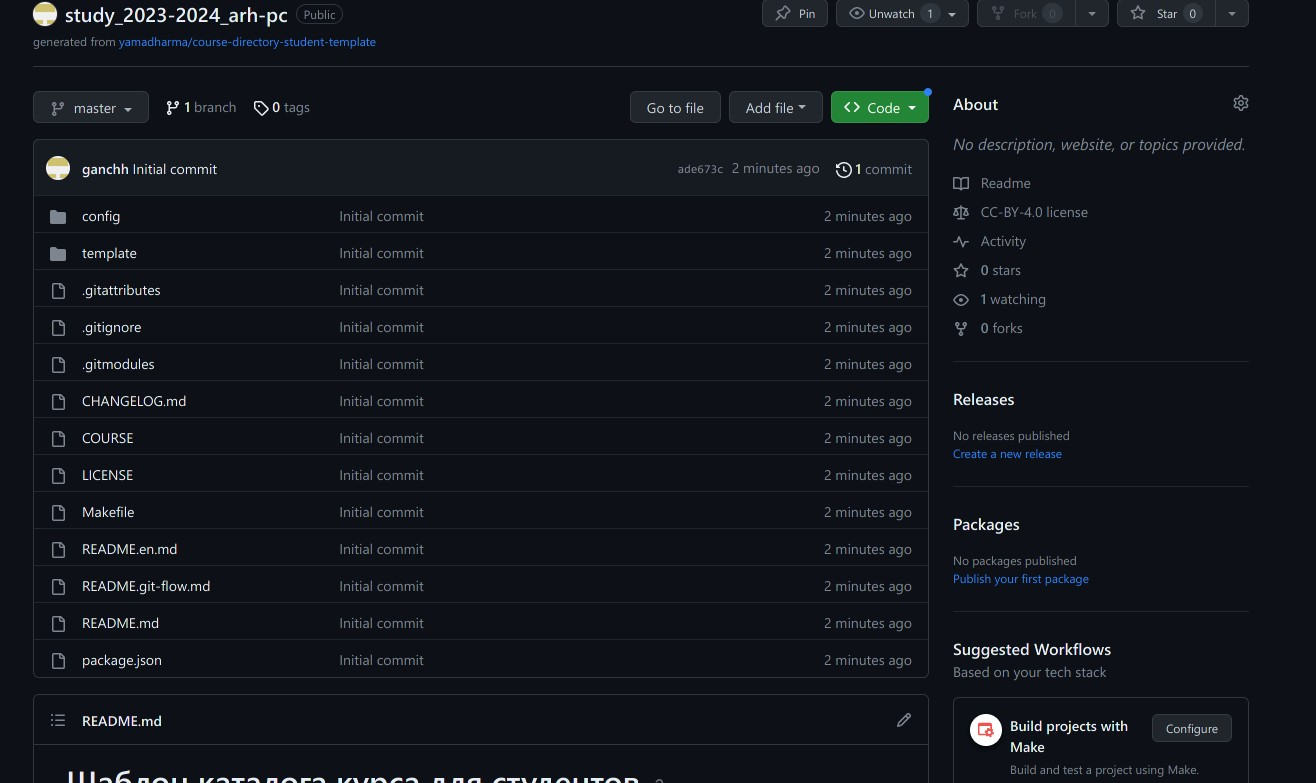 study_2023-2024_arh-pc Public
Pin Unwatch 1 Fork 0 Star 0
generated from yamadharma/course-directory-student-template
master 1 branch 0 tags Go to file Add file Code
ganchh Initial commit ade673c 2 minutes ago 1 commit
config Initial commit 2 minutes ago
template Initial commit 2 minutes ago
.gitattributes Initial commit 2 minutes ago
.gitignore Initial commit 2 minutes ago
.gitmodules Initial commit 2 minutes ago
CHANGELOG.md Initial commit 2 minutes ago
COURSE Initial commit 2 minutes ago
LICENSE Initial commit 2 minutes ago
Makefile Initial commit 2 minutes ago
README.en.md Initial commit 2 minutes ago
README.git-flow.md Initial commit 2 minutes ago
README.md Initial commit 2 minutes ago
package.json Initial commit 2 minutes ago
README.md
Шаблон каталога курса для студентов
About
No description, website, or topics provided.
Readme
CC-BY-4.0 license
Activity
0 stars
1 watching
0 forks
Releases
No releases published
Create a new release
Packages
No packages published
Publish your first package
Suggested Workflows
Based on your tech stack
Build projects with
Make
Configure
Build and test a project using Make.